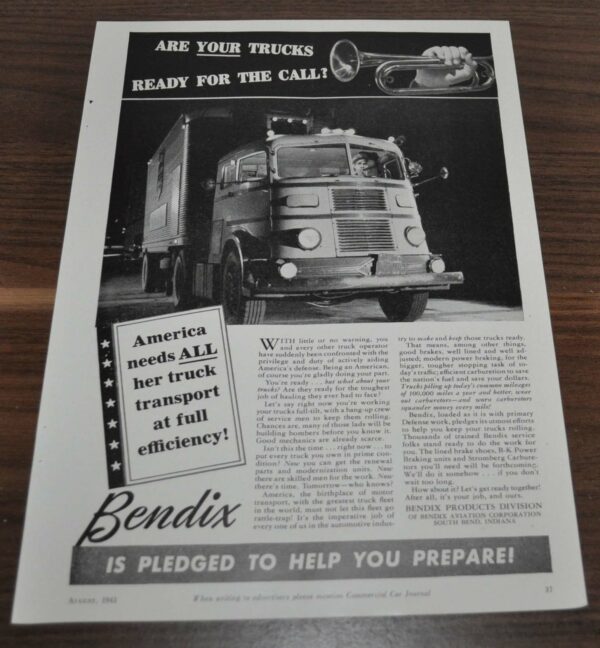 ARE YOUR TRUCKS
READY FOR THE CALL?
America
needs ALL
her truck
transport
at full
efficiency!
WITH little or no warning, you
and every other truck operator
have suddenly been confronted with the
privilege and duty of actively aiding
America's defense. Being an American,
of course you're gladly doing your part.
You're ready . . . but what about your
trucks? Are they ready for the toughest
job of hauling they ever had to face?
Let's say right now you're working
your trucks full-tilt, with a bang-up crew
of service men to keep them rolling.
Chances are, many of those lads will be
building bombers before you know it.
Good mechanics are already scarce.
Isn't this the time . . . right now . . . to
put every truck you own in prime con-
dition? Now you can get the renewal
parts and modernization units. Now
there are skilled men for the work. Now
there's time. Tomorrow—who knows?
America, the birthplace of motor
transport, with the greatest truck fleet
in the world, must not let this fleet go
rattle-trap! It's the imperative job of
every one of us in the automotive indus-
try to make and keep those trucks ready.
That means, among other things,
good brakes, well lined and well ad-
justed; modern power braking, for the
bigger, tougher stopping task of to-
day's traffic; efficient carburetion to save
the nation's fuel and save your dollars.
Trucks piling up today's common mileages
of 100,000 miles a year and better, wear
out carburetors—and worn carburetors
squander money every mile!
Bendix, loaded as it is with primary
Defense work, pledges its utmost efforts
to help you keep your trucks rolling.
Thousands of trained Bendix service
folks stand ready to do the work for
you. The lined brake shoes, B-K Power
Braking units and Stromberg Carbure-
tors you'll need will be forthcoming.
We'll do it somehow . . . if you don't
wait too long.
How about it? Let's get ready together!
After all, it's your job, and ours.
BENDIX PRODUCTS DIVISION
OF BENDIX AVIATION CORPORATION
SOUTH BEND, INDIANA
Bendix
IS PLEDGED TO HELP YOU PREPARE!
August, 1941
When writing to advertisers please mention Commercial Car Journal
37